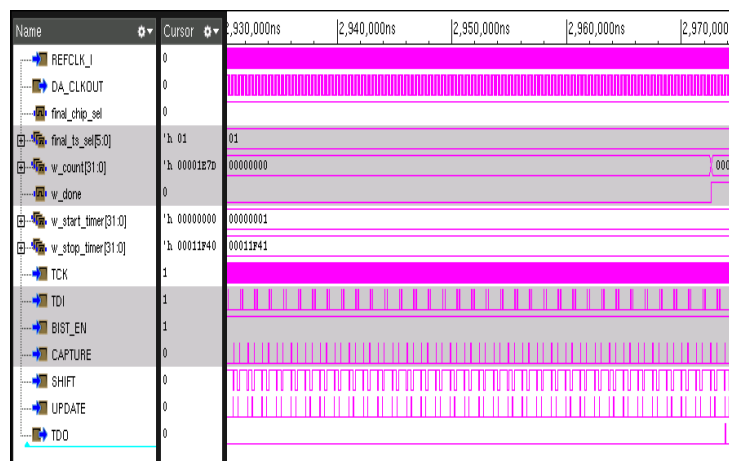 Name Cursor 2,930,000ns 2,940,000ns 2,950,000ns 2,960,000ns 2,970,000
REFCLK_I 0
DA_CLKOUT 0
final_chip_sel 0
final_ts_sel[5:0] 'h 01 01
w_count[31:0] 'h 00001E7D 00000000 000
w_done 0
w_start_timer[31:0] 'h 00000000 00000001
w_stop_timer[31:0] 'h 00011F40 00011F41
TCK 1
TDI 1
BIST_EN 1
CAPTURE 0
SHIFT 0
UPDATE 0
TDO 0